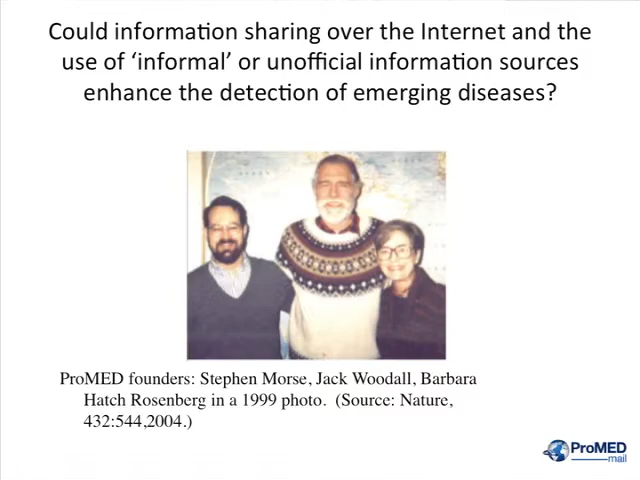 Could information sharing over the Internet and the
use of ‘informal’ or unofficial information sources
enhance the detection of emerging diseases?
ProMED founders: Stephen Morse, Jack Woodall, Barbara
Hatch Rosenberg in a 1999 photo.  (Source: Nature,
432:544,2004.)
ProMED
mail